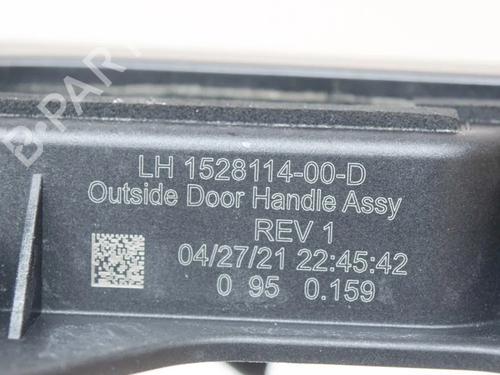 B-PARTS
LH 1528114-00-D
Outside Door Handle Assy
REV 1
04/27/21 22:45:42
0 95 0.159